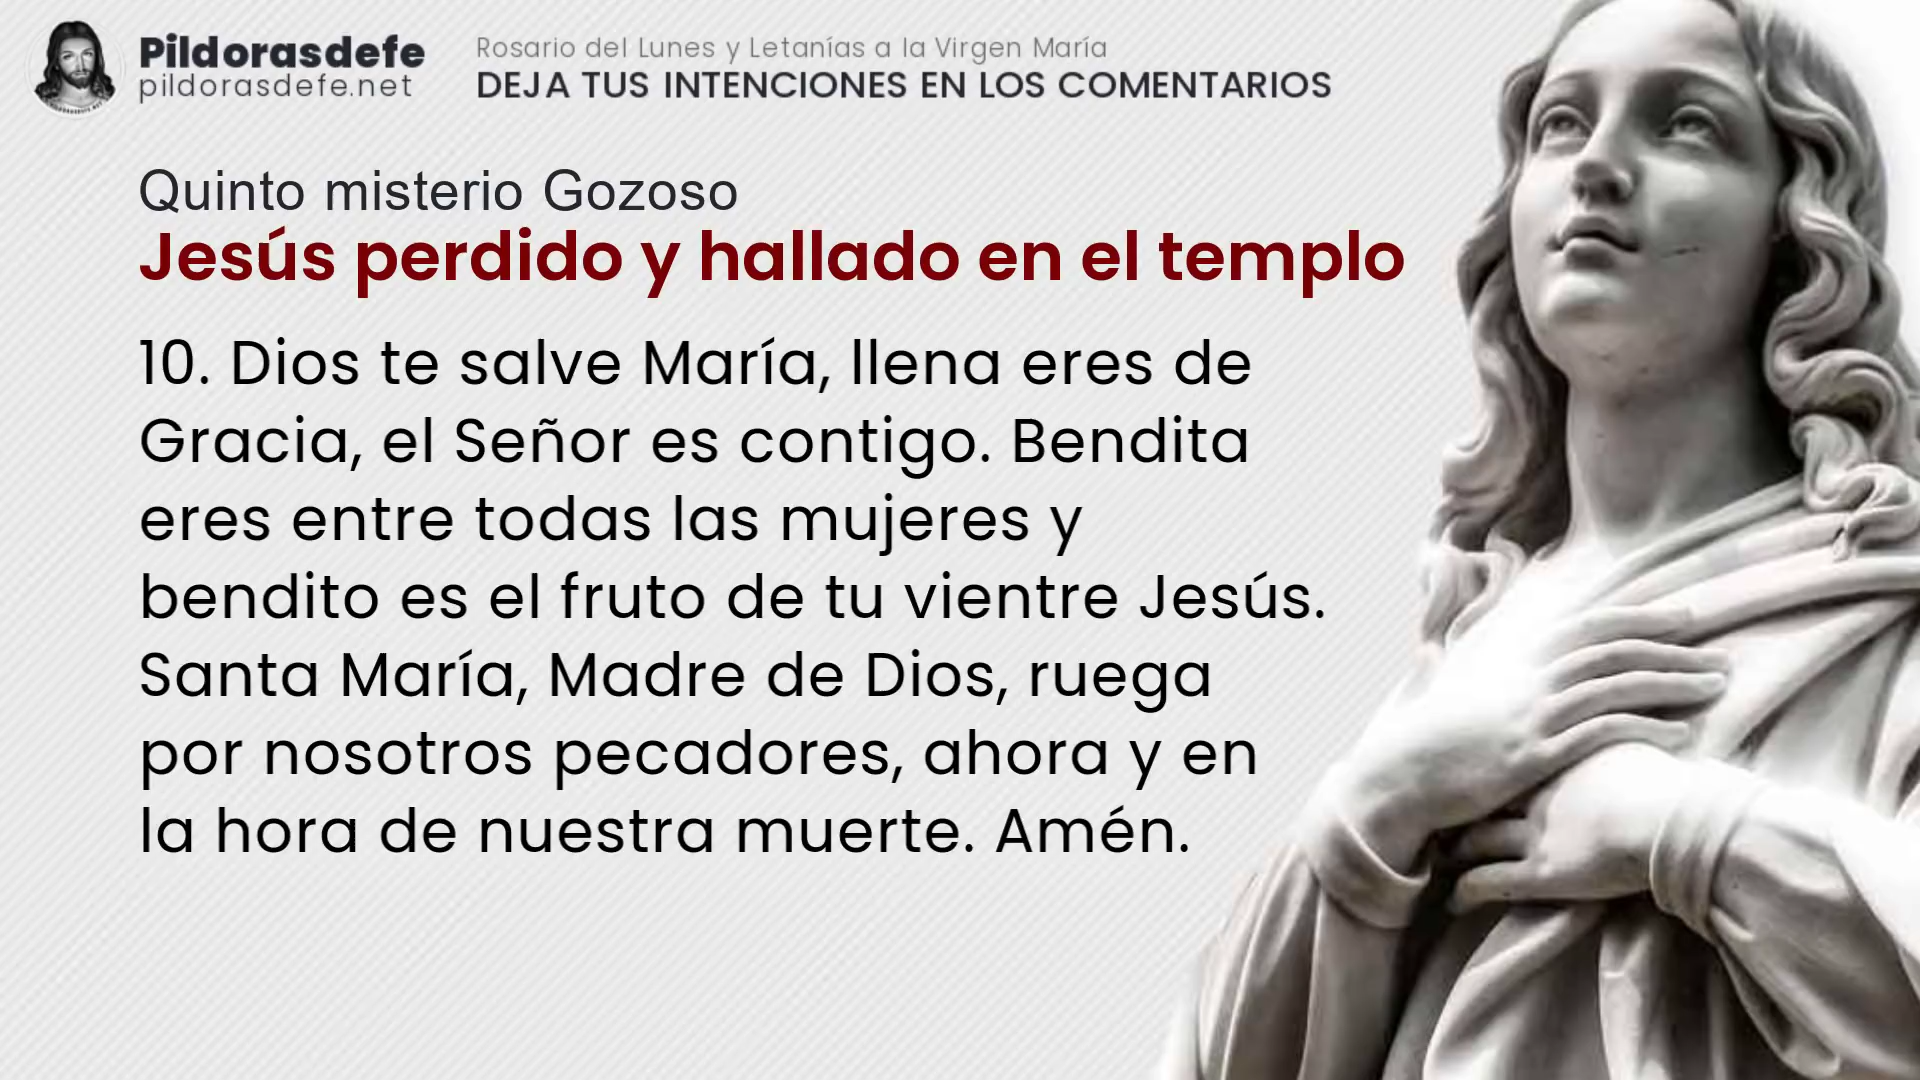 Pildorasdefe
pildorasdefe.net
Rosario del Lunes y Letanías a la Virgen María
DEJA TUS INTENCIONES EN LOS COMENTARIOS
Quinto misterio Gozoso
Jesús perdido y hallado en el templo
10. Dios te salve María, llena eres de
Gracia, el Señor es contigo. Bendita
eres entre todas las mujeres y
bendito es el fruto de tu vientre Jesús.
Santa María, Madre de Dios, ruega
por nosotros pecadores, ahora y en
la hora de nuestra muerte. Amén.